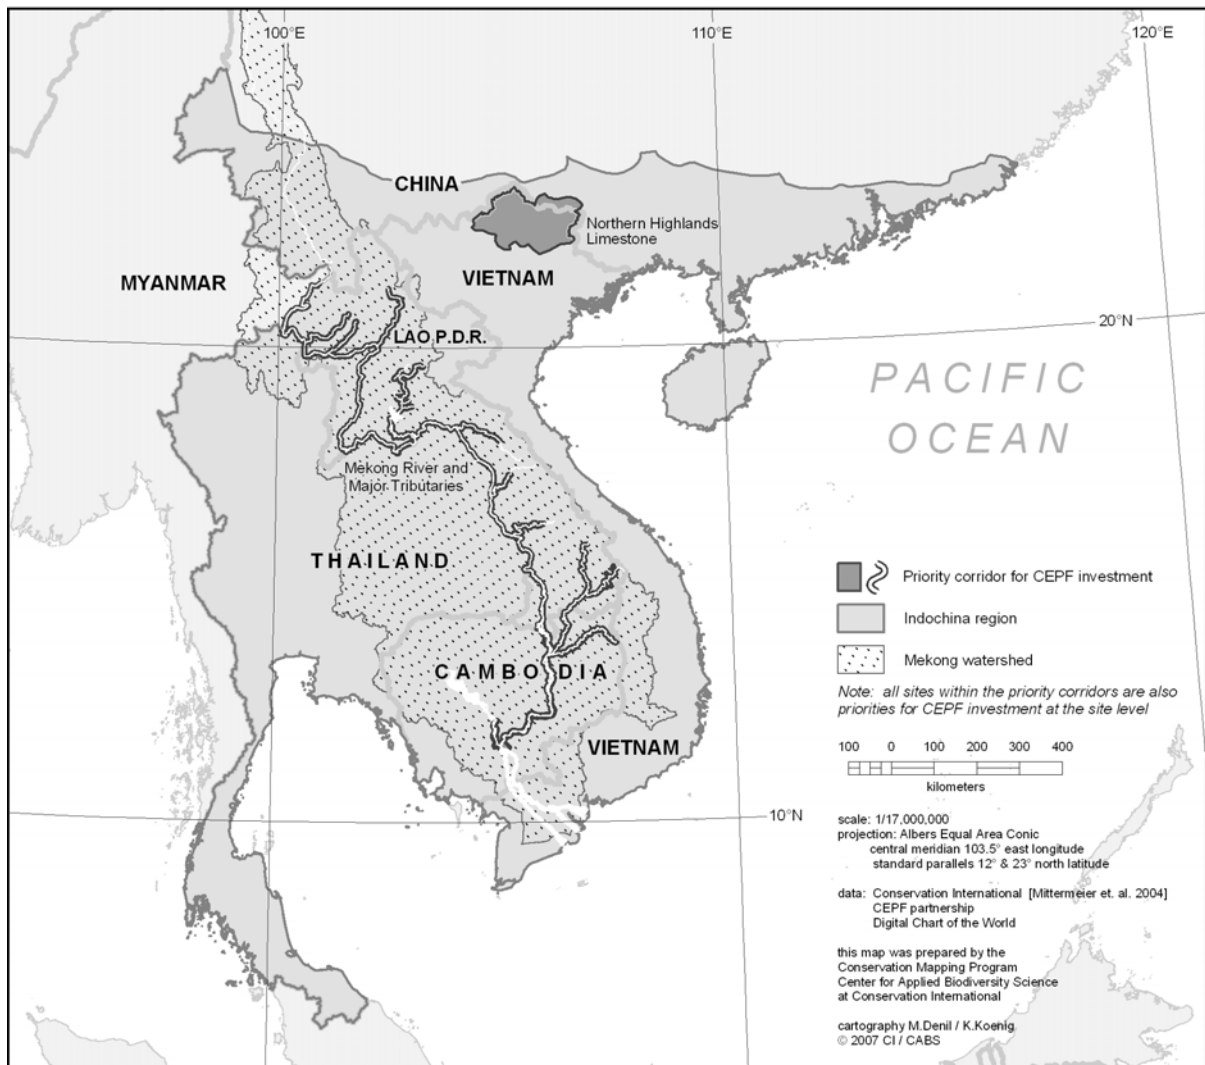 100°E
110°E
120°E
CHINA
Northern Highlands
Limestone
MYANMAR
VIETNAM
20°N
LAO P.D.R.
PACIFIC
OCEAN
Mekong River and
Major Tributaries
THAILAND
Priority corridor for CEPF investment
Indochina region
CAMBODIA
Mekong watershed
Note: all sites within the priority corridors are also
priorities for CEPF investment at the site level
VIETNAM
100 0 100 200 300 400
kilometers
10°N
scale: 1/17,000,000
projection: Albers Equal Area Conic
central meridian 103.5° east longitude
standard parallels 12° & 23° north latitude
data: Conservation International [Mittermeier et. al. 2004]
CEPF partnership
Digital Chart of the World
this map was prepared by the
Conservation Mapping Program
Center for Applied Biodiversity Science
at Conservation International
cartography M.Denil / K.Koenig
© 2007 CI / CABS